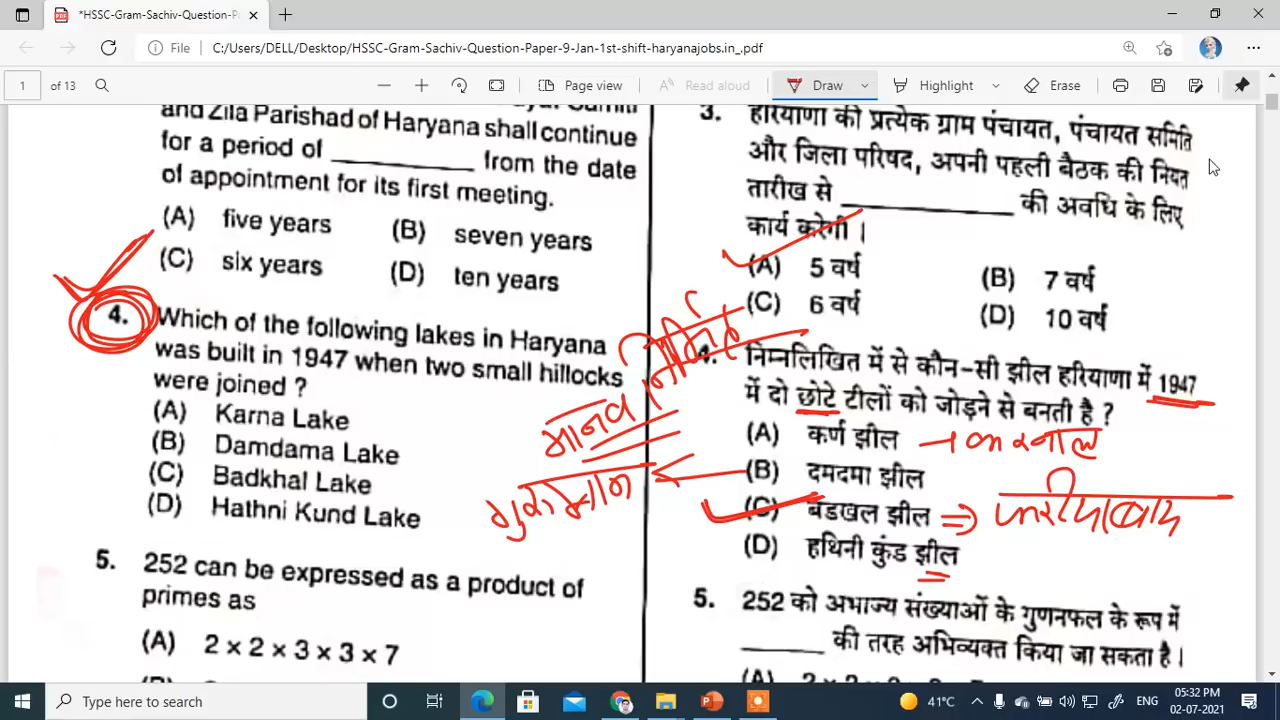 *HSSC-Gram-Sachiv-Question-P
File
C:/Users/DELL/Desktop/HSSC-Gram-Sachiv-Question-Paper-9-Jan-1st-shift-haryanajobs.in_.pdf
1 of 13
Page view
Read aloud
Draw
Highlight
Erase
and Zila Parishad of Haryana shall continue
for a period of __________ from the date
of appointment for its first meeting.
(A) five years (B) seven years
(C) six years (D) ten years
4. Which of the following lakes in Haryana
was built in 1947 when two small hillocks
were joined ?
(A) Karna Lake
(B) Damdama Lake
(C) Badkhal Lake
(D) Hathni Kund Lake
5. 252 can be expressed as a product of
primes as
(A) 2 × 2 × 3 × 3 × 7
मानव निर्मित
3. हरियाणा की प्रत्येक ग्राम पंचायत, पंचायत समिति
और जिला परिषद, अपनी पहली बैठक की नियत
तारीख से __________ की अवधि के लिए
कार्य करेगी ।
(A) 5 वर्ष (B) 7 वर्ष
(C) 6 वर्ष (D) 10 वर्ष
4. निम्नलिखित में से कौन-सी झील हरियाणा में 1947
में दो छोटे टीलों को जोड़ने से बनती है ?
(A) कर्ण झील → करनाल
(B) दमदमा झील
(C) बडखल झील ⇒ फरीदाबाद
(D) हथिनी कुंड झील
5. 252 को अभाज्य संख्याओं के गुणनफल के रूप में
______ की तरह अभिव्यक्त किया जा सकता है ।
Type here to search
41°C
ENG
05:32 PM
02-07-2021